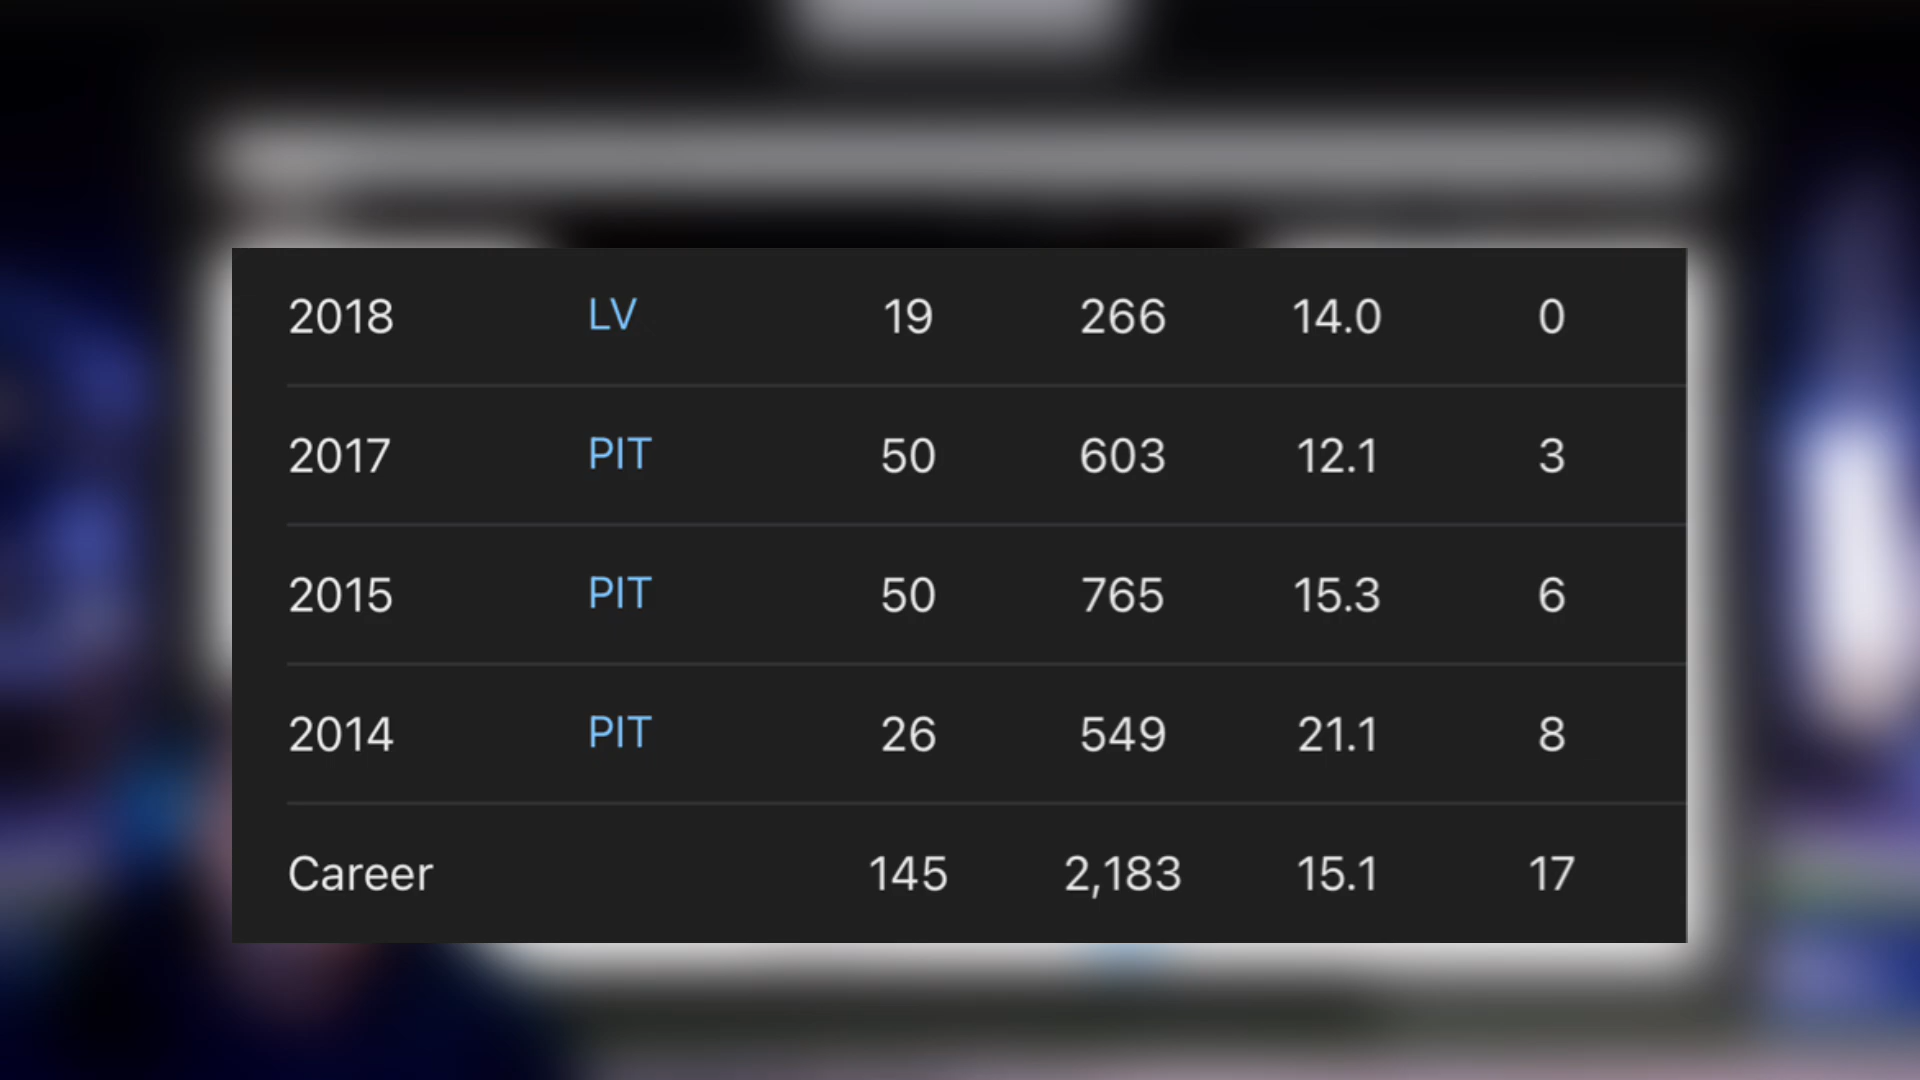 2018 LV 19 266 14.0 0
2017 PIT 50 603 12.1 3
2015 PIT 50 765 15.3 6
2014 PIT 26 549 21.1 8
Career 145 2,183 15.1 17